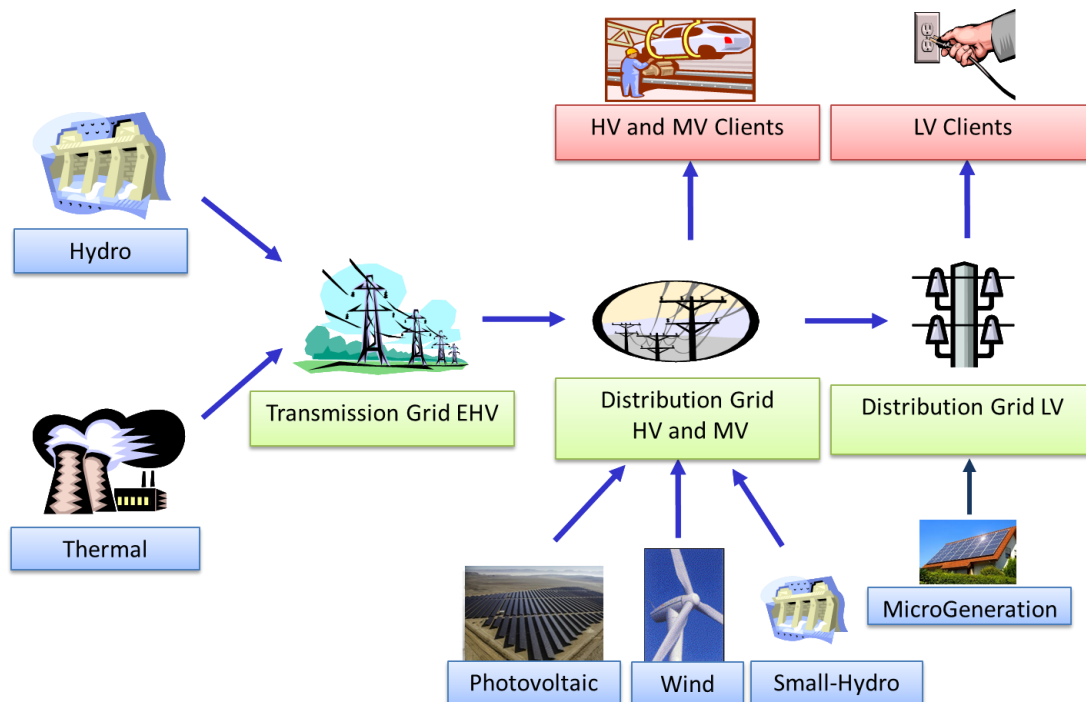 HV and MV Clients
LV Clients
Hydro
Transmission Grid EHV
Distribution Grid
HV and MV
Distribution Grid LV
Thermal
MicroGeneration
Photovoltaic
Wind
Small-Hydro